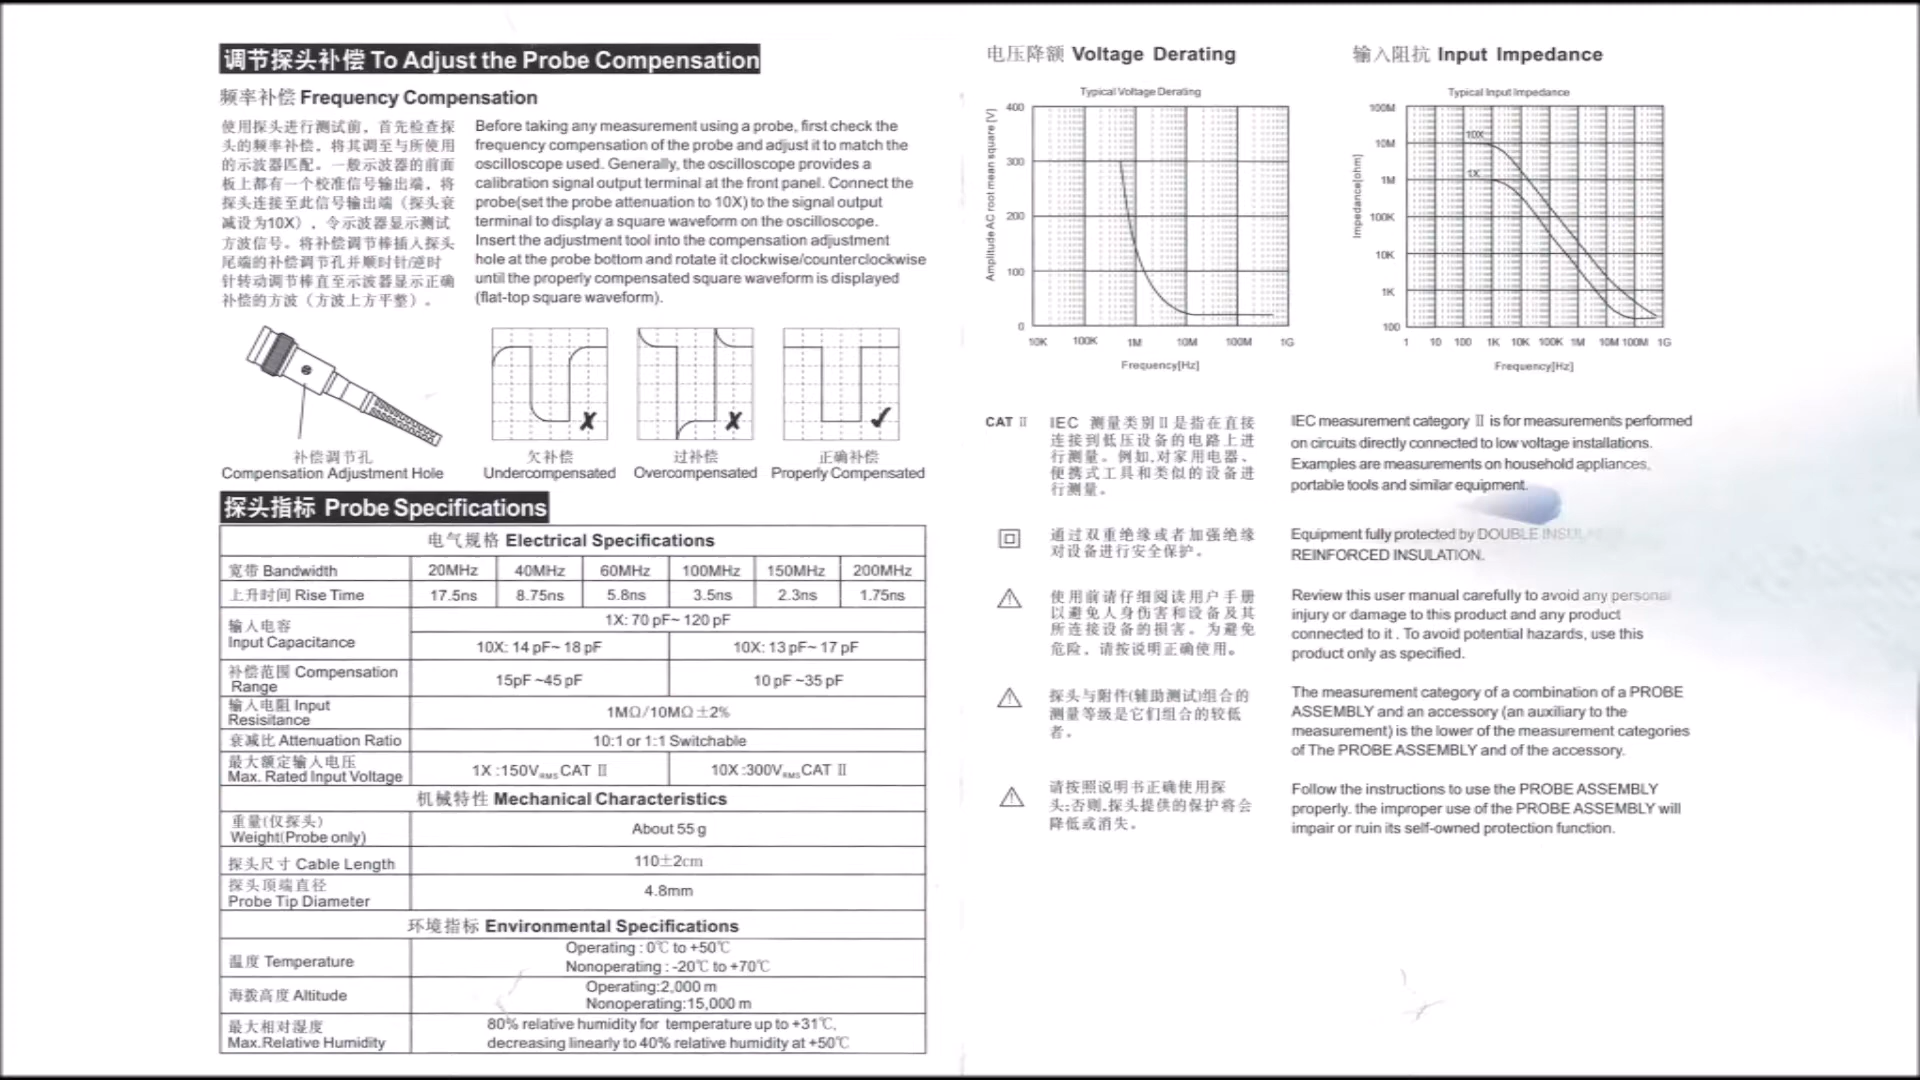 调节探头补偿 To Adjust the Probe Compensation
频率补偿 Frequency Compensation
使用探头进行测试前，首先检查探
头的频率补偿，将其调至与所使用
的示波器匹配。一般示波器的前面
板上都有一个校准信号输出端，将
探头连接至此信号输出端（探头衰
减设为10X），令示波器显示测试
方波信号。将补偿调节棒插入探头
尾端的补偿调节孔并顺时针/逆时
针转动调节棒直至示波器显示正确
补偿的方波（方波上方平整）。
Before taking any measurement using a probe, first check the
frequency compensation of the probe and adjust it to match the
oscilloscope used. Generally, the oscilloscope provides a
calibration signal output terminal at the front panel. Connect the
probe(set the probe attenuation to 10X) to the signal output
terminal to display a square waveform on the oscilloscope.
Insert the adjustment tool into the compensation adjustment
hole at the probe bottom and rotate it clockwise/counterclockwise
until the properly compensated square waveform is displayed
(flat-top square waveform).
补偿调节孔
Compensation Adjustment Hole
欠补偿
Undercompensated
过补偿
Overcompensated
正确补偿
Properly Compensated
探头指标 Probe Specifications
电气规格 Electrical Specifications
宽带 Bandwidth 20MHz 40MHz 60MHz 100MHz 150MHz 200MHz
上升时间 Rise Time 17.5ns 8.75ns 5.8ns 3.5ns 2.3ns 1.75ns
输入电容
Input Capacitance
1X: 70 pF~ 120 pF
10X: 14 pF~ 18 pF 10X: 13 pF~ 17 pF
补偿范围 Compensation
Range
15pF ~45 pF 10 pF ~35 pF
输入电阻 Input
Resisitance
1MΩ/10MΩ±2%
衰减比 Attenuation Ratio 10:1 or 1:1 Switchable
最大额定输入电压
Max. Rated Input Voltage
1X :150VRMS CAT Ⅱ 10X :300VRMS CAT Ⅱ
机械特性 Mechanical Characteristics
重量(仅探头)
Weight(Probe only)
About 55 g
探头尺寸 Cable Length 110±2cm
探头顶端直径
Probe Tip Diameter
4.8mm
环境指标 Environmental Specifications
温度 Temperature
Operating : 0℃ to +50℃
Nonoperating : -20℃ to +70℃
海拨高度 Altitude
Operating:2,000 m
Nonoperating:15,000 m
最大相对湿度
Max.Relative Humidity
80% relative humidity for temperature up to +31℃,
decreasing linearly to 40% relative humidity at +50℃
电压降额 Voltage Derating
Typical Voltage Derating
Amplitude AC root mean square [V]
400
300
200
100
0
10K 100K 1M 10M 100M 1G
Frequency[Hz]
输入阻抗 Input Impedance
Typical Input Impedance
Impedance[ohm]
100M
10M
1M
100K
10K
1K
100
10X
1X
1 10 100 1K 10K 100K 1M 10M 100M 1G
Frequency[Hz]
CAT Ⅱ
IEC 测量类别Ⅱ是指在直接
连接到低压设备的电路上进
行测量。例如,对家用电器、
便携式工具和类似的设备进
行测量。
IEC measurement category Ⅱ is for measurements performed
on circuits directly connected to low voltage installations.
Examples are measurements on household appliances,
portable tools and similar equipment.
通过双重绝缘或者加强绝缘
对设备进行安全保护。
Equipment fully protected by DOUBLE
REINFORCED INSULATION.
使用前请仔细阅读用户手册
以避免人身伤害和设备及其
所连接设备的损害。为避免
危险，请按说明正确使用。
Review this user manual carefully to avoid any personal
injury or damage to this product and any product
connected to it . To avoid potential hazards, use this
product only as specified.
探头与附件(辅助测试)组合的
测量等级是它们组合的较低
者。
The measurement category of a combination of a PROBE
ASSEMBLY and an accessory (an auxiliary to the
measurement) is the lower of the measurement categories
of The PROBE ASSEMBLY and of the accessory.
请按照说明书正确使用探
头;否则,探头提供的保护将会
降低或消失。
Follow the instructions to use the PROBE ASSEMBLY
properly. the improper use of the PROBE ASSEMBLY will
impair or ruin its self-owned protection function.